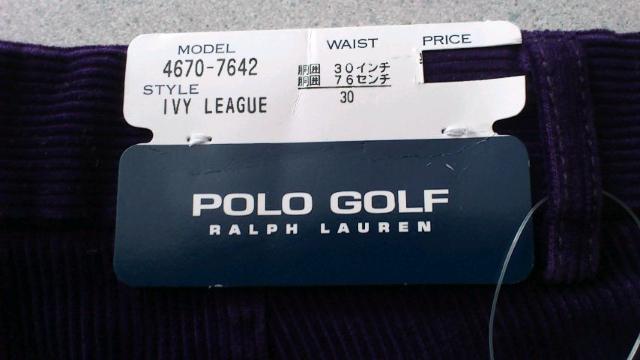 MODEL WAIST PRICE
4670-7642 胴囲 30インチ
胴囲 76センチ
STYLE
IVY LEAGUE 30
POLO GOLF
RALPH LAUREN